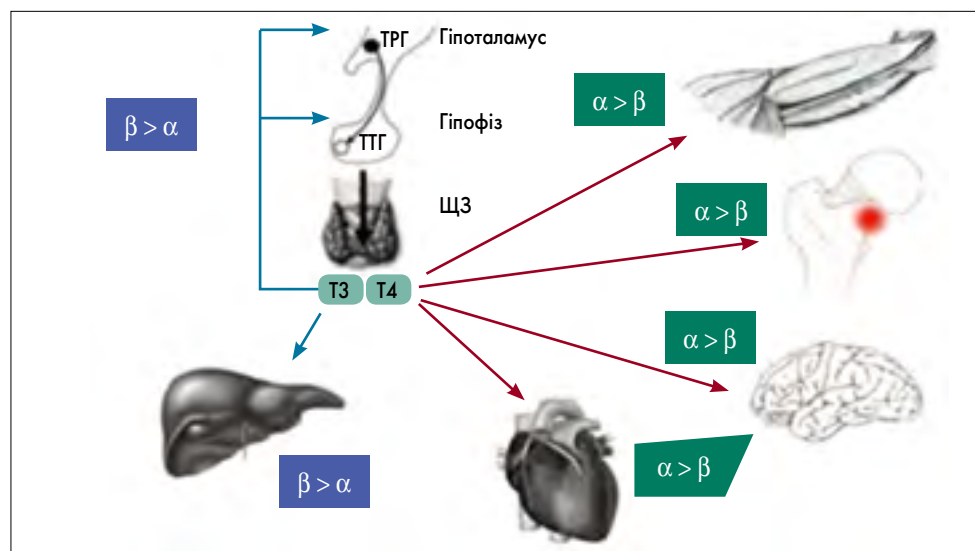 ТРГ Гіпоталамус
α > β
β > α
Гіпофіз
ТТГ
ЩЗ
α > β
Т3 Т4
α > β
α > β
β > α